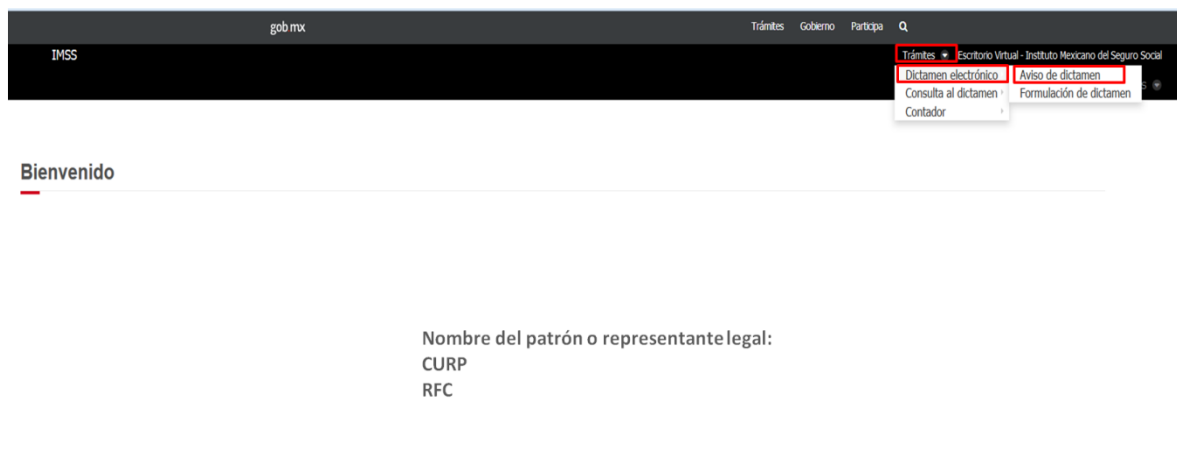 gob mx Trámites Gobierno Participa
IMSS Trámites Escritorio Virtual - Instituto Mexicano del Seguro Social
Dictamen electrónico Aviso de dictamen
Consulta al dictamen Formulación de dictamen
Contador
Bienvenido
Nombre del patrón o representante legal:
CURP
RFC